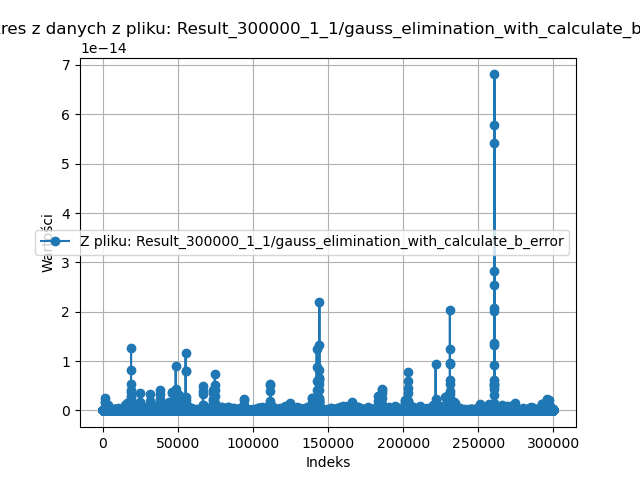 res z danych z pliku: Result_300000_1_1/gauss_elimination_with_calculate_b
1e−14
7
6
5
4
3
2
1
0
Z pliku: Result_300000_1_1/gauss_elimination_with_calculate_b_error
0 50000 100000 150000 200000 250000 300000
Indeks